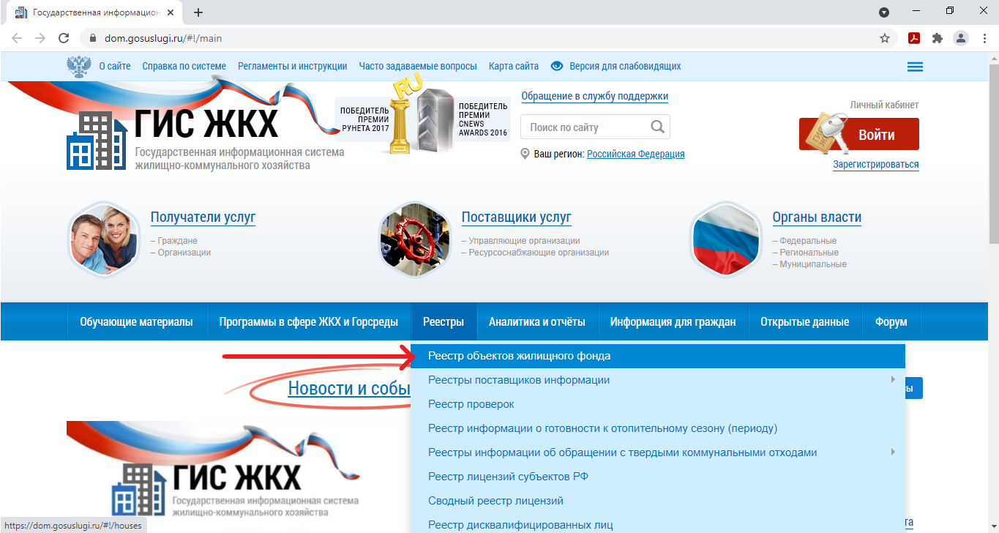 Государственная информацион
dom.gosuslugi.ru/#!/main
О сайте Справка по системе Регламенты и инструкции Часто задаваемые вопросы Карта сайта Версия для слабовидящих
ГИС ЖКХ
Государственная информационная система
жилищно-коммунального хозяйства
ПОБЕДИТЕЛЬ
ПРЕМИИ
РУНЕТА 2017
RU
ПОБЕДИТЕЛЬ
ПРЕМИИ
CNEWS
AWARDS 2016
Обращение в службу поддержки
Поиск по сайту
Ваш регион: Российская Федерация
Личный кабинет
Войти
Зарегистрироваться
Получатели услуг
– Граждане
– Организации
Поставщики услуг
– Управляющие организации
– Ресурсоснабжающие организации
Органы власти
– Федеральные
– Региональные
– Муниципальные
Обучающие материалы Программы в сфере ЖКХ и Горсреды Реестры Аналитика и отчёты Информация для граждан Открытые данные Форум
Реестр объектов жилищного фонда
Реестры поставщиков информации
Реестр проверок
Реестр информации о готовности к отопительному сезону (периоду)
Реестры информации об обращении с твердыми коммунальными отходами
Реестр лицензий субъектов РФ
Сводный реестр лицензий
Реестр дисквалифицированных лиц
Новости и собы
ГИС ЖКХ
Государственная информационная система
жилищно-коммунального хозяйства
https://dom.gosuslugi.ru/#!/houses